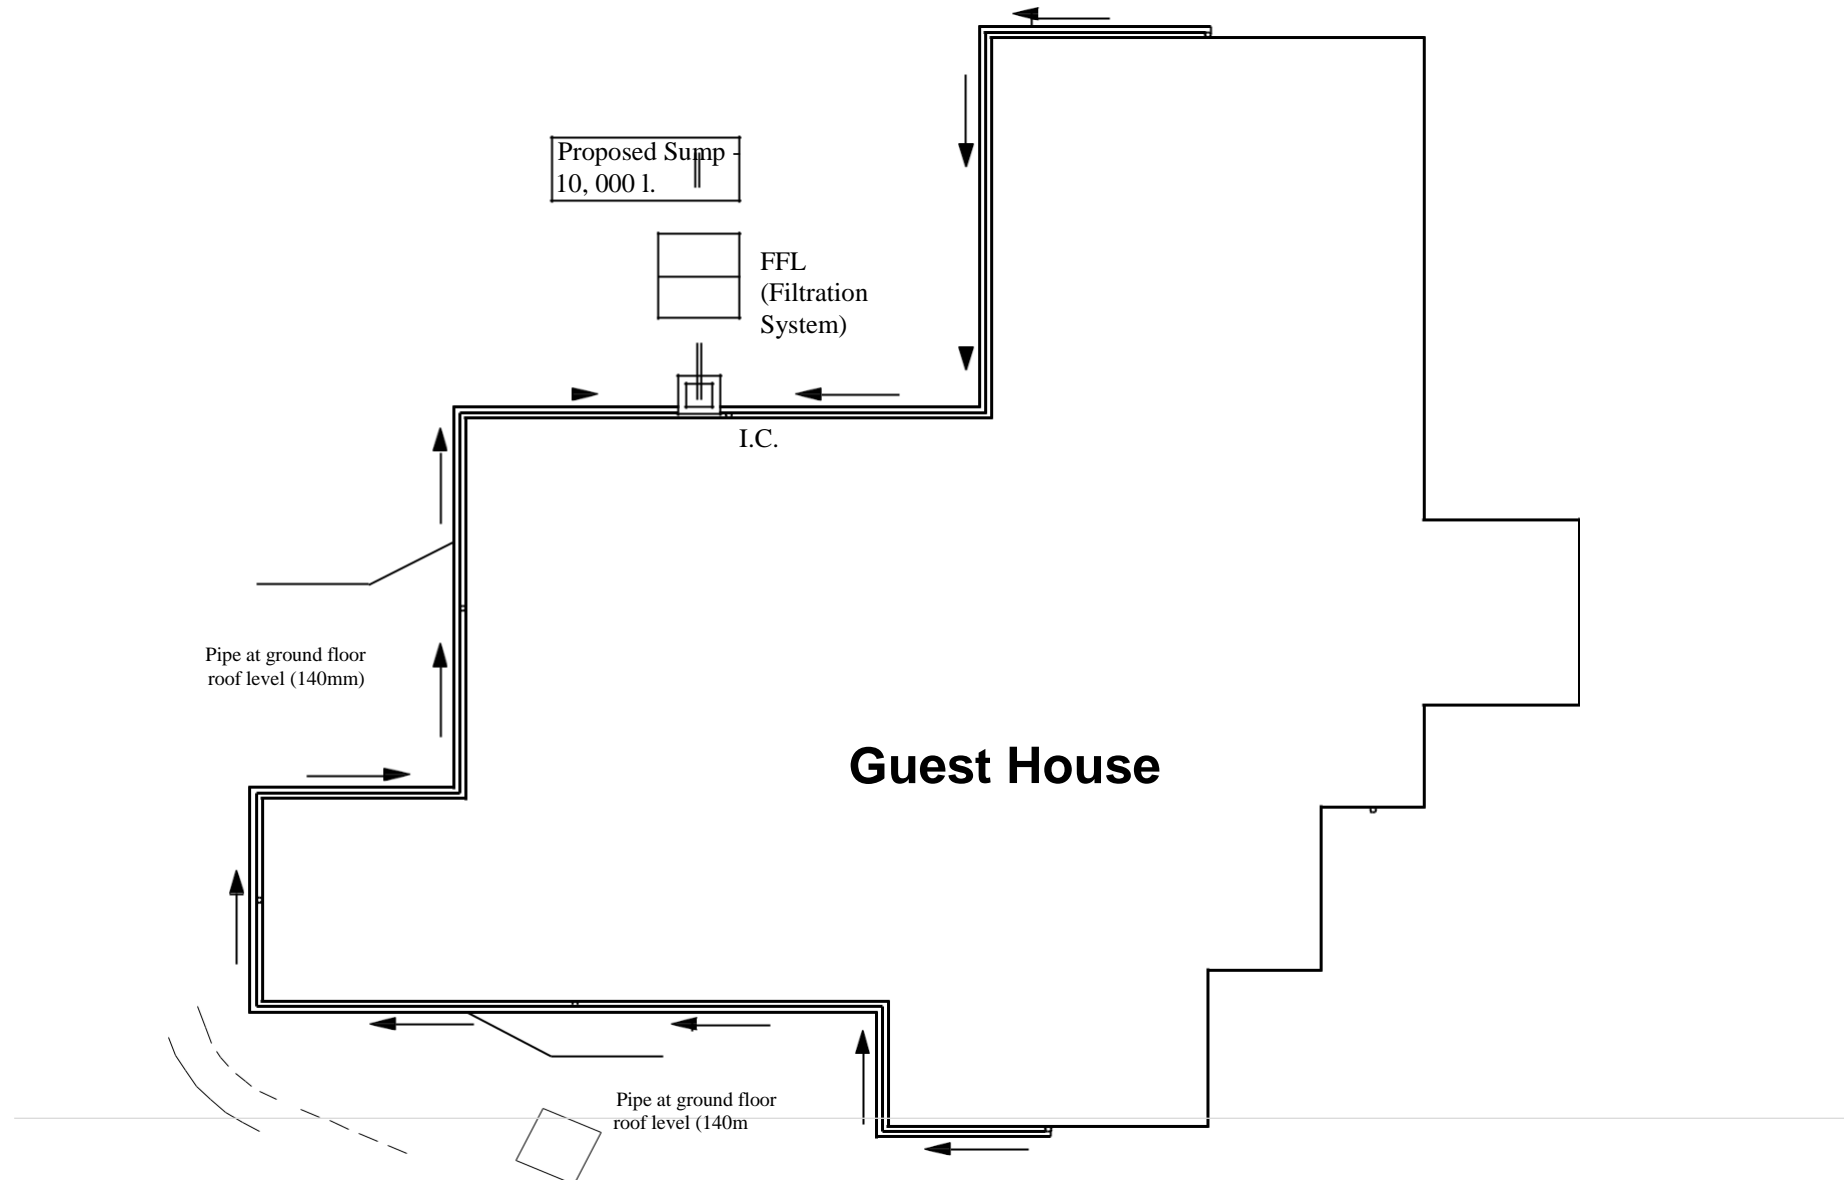 Proposed Sump -
10, 000 l.
FFL
(Filtration
System)
I.C.
Pipe at ground floor
roof level (140mm)
Guest House
Pipe at ground floor
roof level (140m